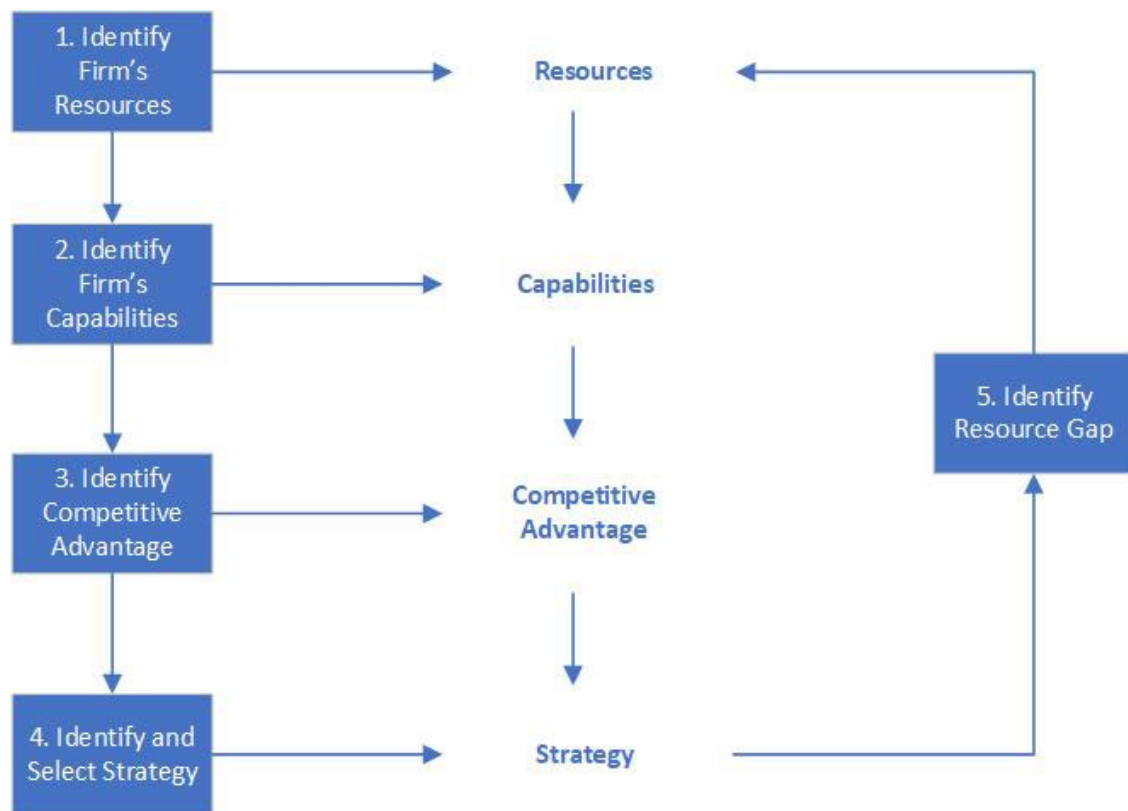 1. Identify
Firm's
Resources
Resources
2. Identify
Firm's
Capabilities
Capabilities
5. Identify
Resource Gap
3. Identify
Competitive
Advantage
Competitive
Advantage
4. Identify and
Select Strategy
Strategy